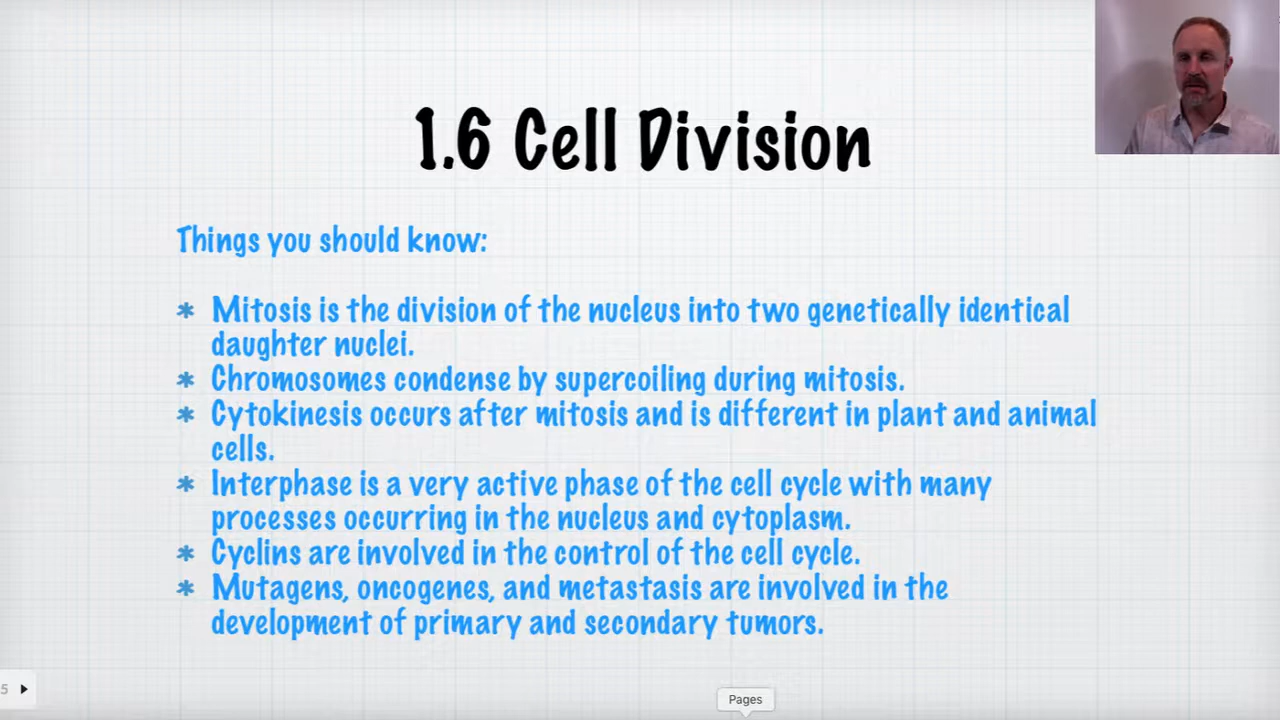 1.6 Cell Division
Things you should know:
* Mitosis is the division of the nucleus into two genetically identical
daughter nuclei.
* Chromosomes condense by supercoiling during mitosis.
* Cytokinesis occurs after mitosis and is different in plant and animal
cells.
* Interphase is a very active phase of the cell cycle with many
processes occurring in the nucleus and cytoplasm.
* Cyclins are involved in the control of the cell cycle.
* Mutagens, oncogenes, and metastasis are involved in the
development of primary and secondary tumors.
5
Pages